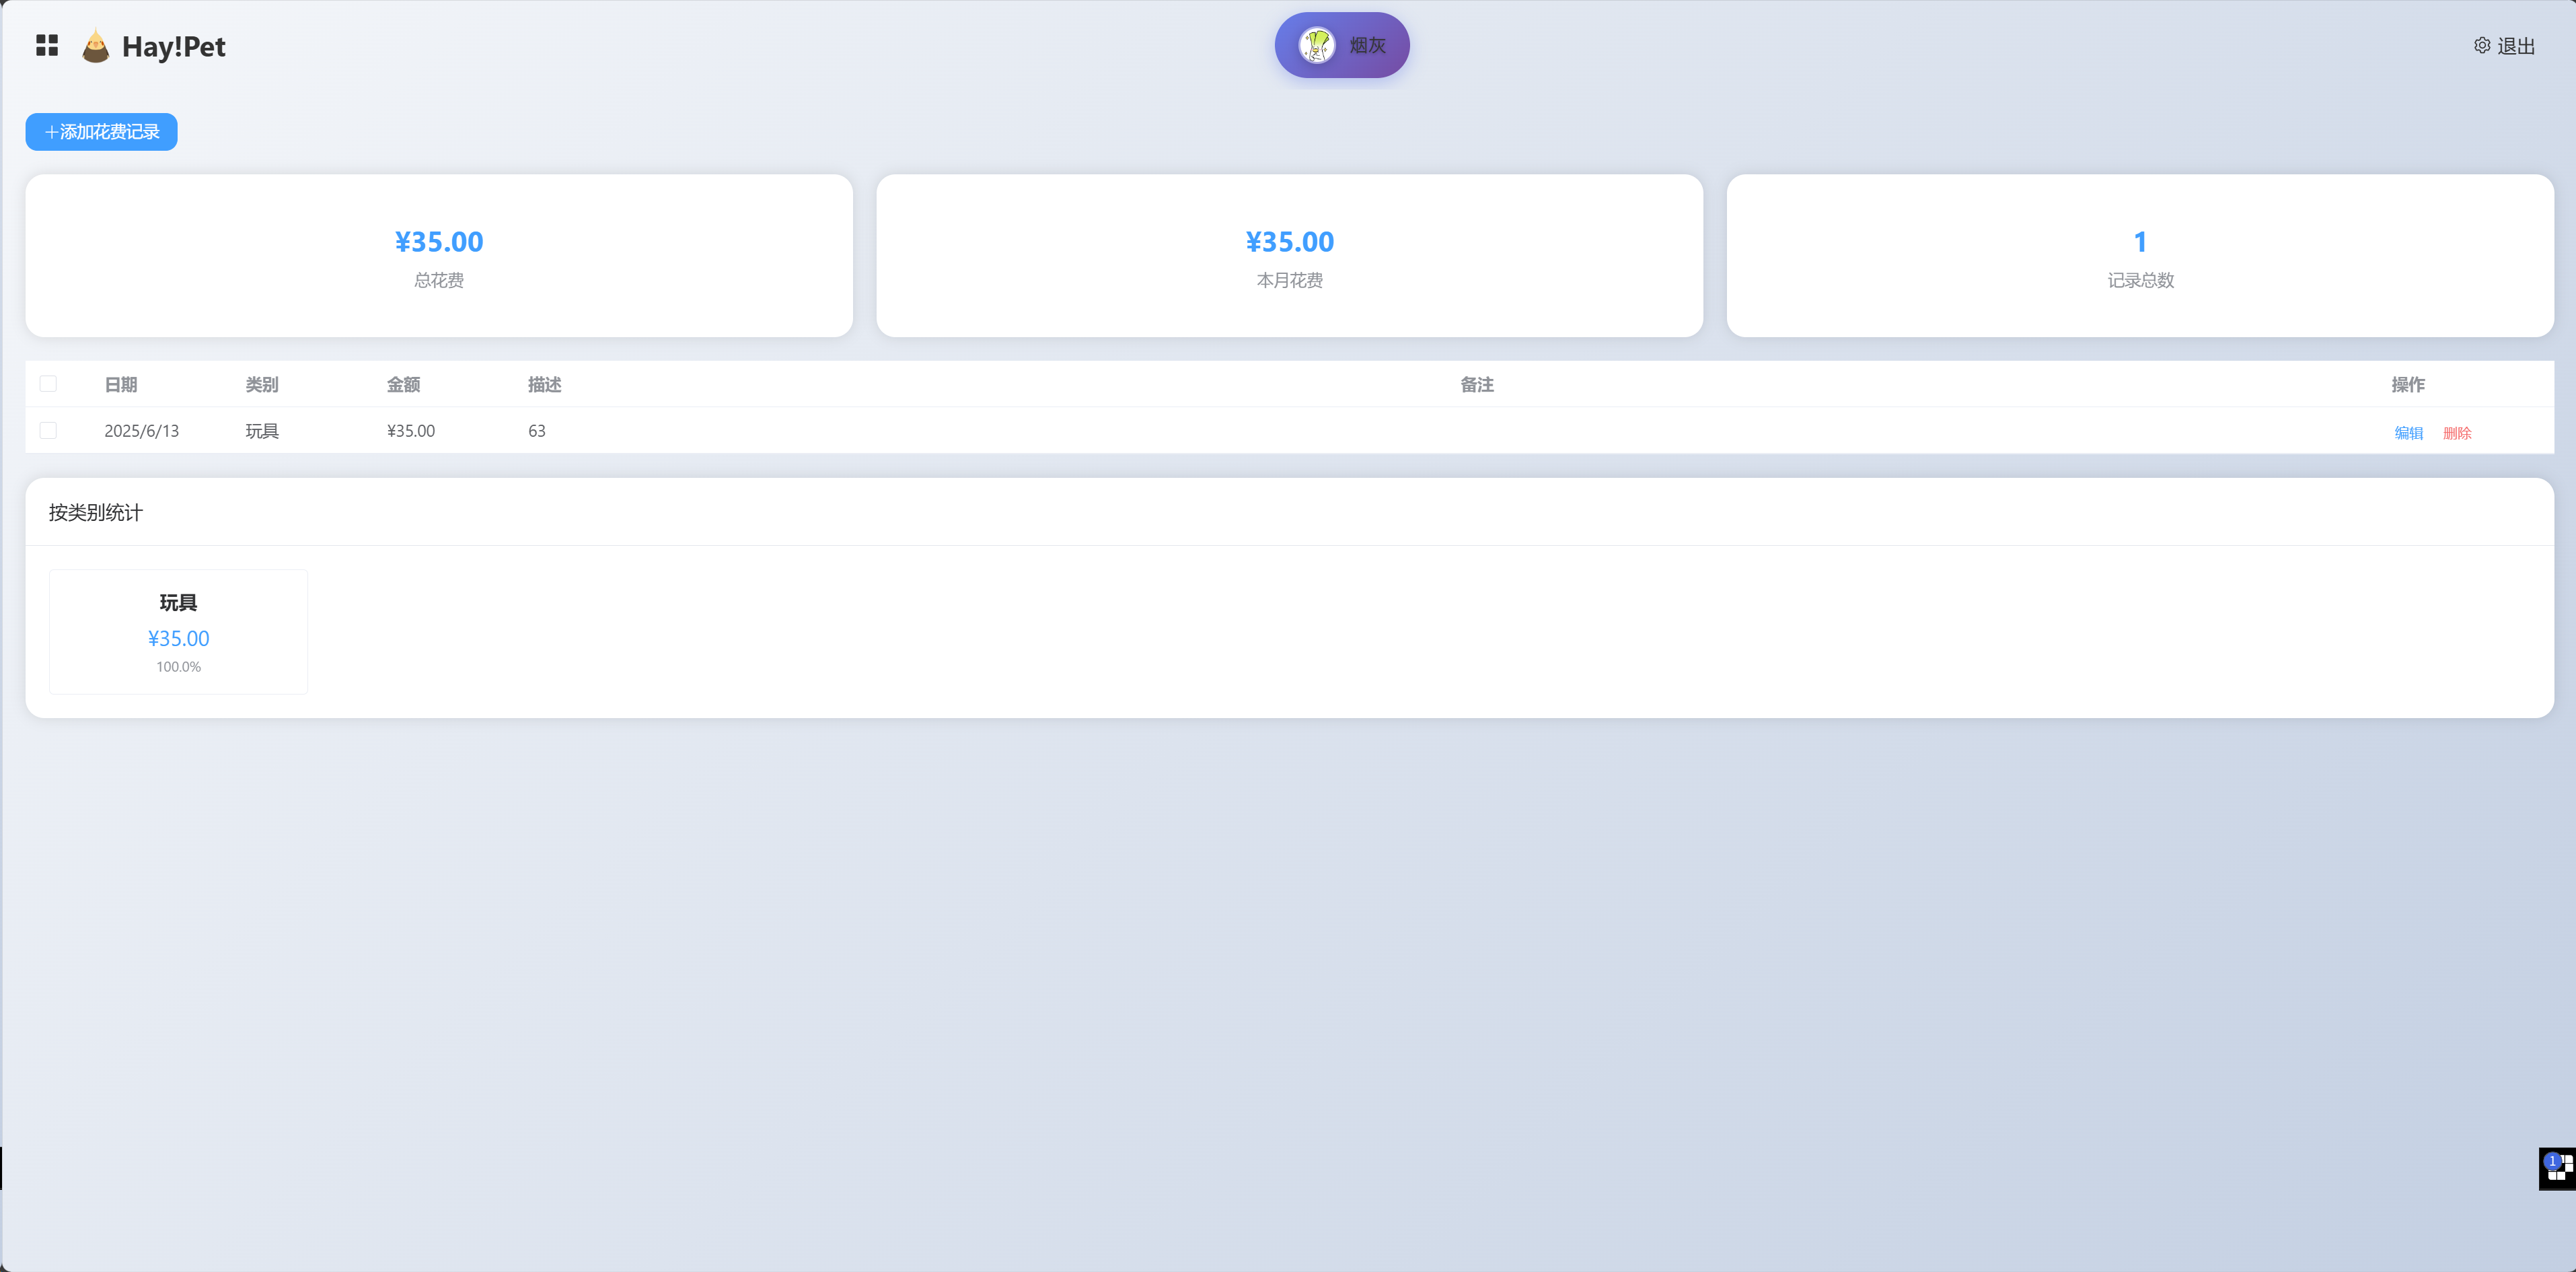 Hay!Pet
烟灰
退出
+添加花费记录
¥35.00
总花费
¥35.00
本月花费
1
记录总数
日期 类别 金额 描述 备注 操作
2025/6/13 玩具 ¥35.00 63 编辑 删除
按类别统计
玩具
¥35.00
100.0%
1